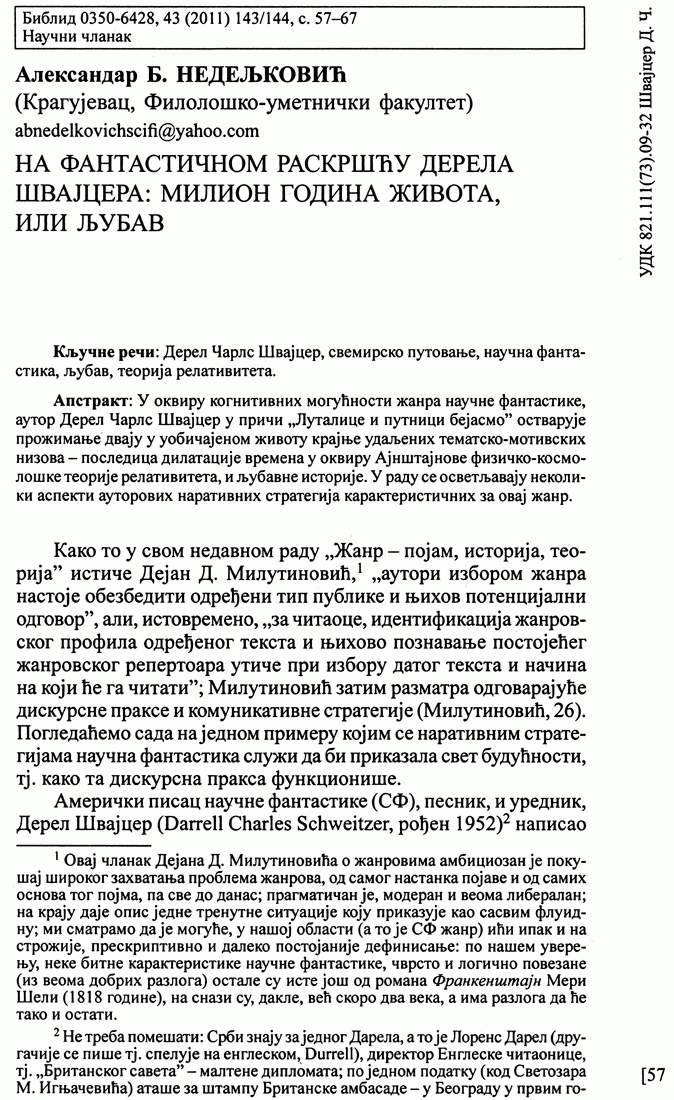 Библид 0350-6428, 43 (2011) 143/144, с. 57–67
Научни чланак
УДК 821.111(73).09-32 Швајцер Д. Ч.
Александар Б. НЕДЕЉКОВИЋ
(Крагујевац, Филолошко-уметнички факултет)
abnedelkovichscifi@yahoo.com
НА ФАНТАСТИЧНОМ РАСКРШЋУ ДЕРЕЛА
ШВАЈЦЕРА: МИЛИОН ГОДИНА ЖИВОТА,
ИЛИ ЉУБАВ
Кључне речи: Дерел Чарлс Швајцер, свемирско путовање, научна фанта-
стика, љубав, теорија релативитета.
Апстракт: У оквиру когнитивних могућности жанра научне фантастике,
аутор Дерел Чарлс Швајцер у причи „Луталице и путници бејасмо” остварује
прожимање двају у уобичајеном животу крајње удаљених тематско-мотивских
низова – последица дилатације времена у оквиру Ајнштајнове физичко-космо-
лошке теорије релативитета, и љубавне историје. У раду се осветљавају неколи-
ки аспекти ауторових наративних стратегија карактеристичних за овај жанр.
Како то у свом недавном раду „Жанр – појам, историја, тео-
рија” истиче Дејан Д. Милутиновић,¹ „аутори избором жанра
настоје обезбедити одређени тип публике и њихов потенцијални
одговор”, али, истовремено, „за читаоце, идентификација жанров-
ског профила одређеног текста и њихово познавање постојећег
жанровског репертоара утиче при избору датог текста и начина
на који ће га читати”; Милутиновић затим разматра одговарајуће
дискурсне праксе и комуникативне стратегије (Милутиновић, 26).
Погледаћемо сада на једном примеру којим се наративним страте-
гијама научна фантастика служи да би приказала свет будућности,
тј. како та дискурсна пракса функционише.
Амерички писац научне фантастике (СФ), песник, и уредник,
Дерел Швајцер (Darrell Charles Schweitzer, рођен 1952)² написао
¹ Овај чланак Дејана Д. Милутиновића о жанровима амбициозан је поку-
шај широког захватања проблема жанрова, од самог настанка појаве и од самих
основа тог појма, па све до данас; прагматичан је, модеран и веома либералан;
на крају даје опис једне тренутне ситуације коју приказује као сасвим флуид-
ну; ми сматрамо да је могуће, у нашој области (а то је СФ жанр) ићи ипак и на
строжије, прескриптивно и далеко постојаније дефинисање: по нашем увере-
њу, неке битне карактеристике научне фантастике, чврсто и логично повезане
(из веома добрих разлога) остале су исте још од романа Франкенштајн Мери
Шели (1818 године), на снази су, дакле, већ скоро два века, а има разлога да ће
тако и остати.
² Не треба помешати: Срби знају за једног Дарела, а то је Лоренс Дарел (дру-
гачије се пише тј. спелује на енглеском, Durrell), директор Енглеске читаонице,
тј. „Британског савета” – малтене дипломата; по једном податку (код Светозара
М. Игњачевића) аташе за штампу Британске амбасаде – у Београду у првим го-
[57